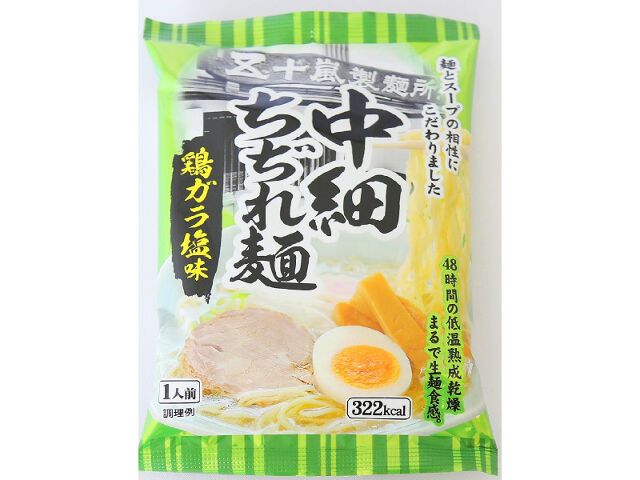 五十嵐製麺所
麺とスープの相性に
こだわりました
中細
ちぢれ麺
鶏ガラ塩味
48時間の低温熟成乾燥
まるで生麺食感。
1人前
調理例
322kcal